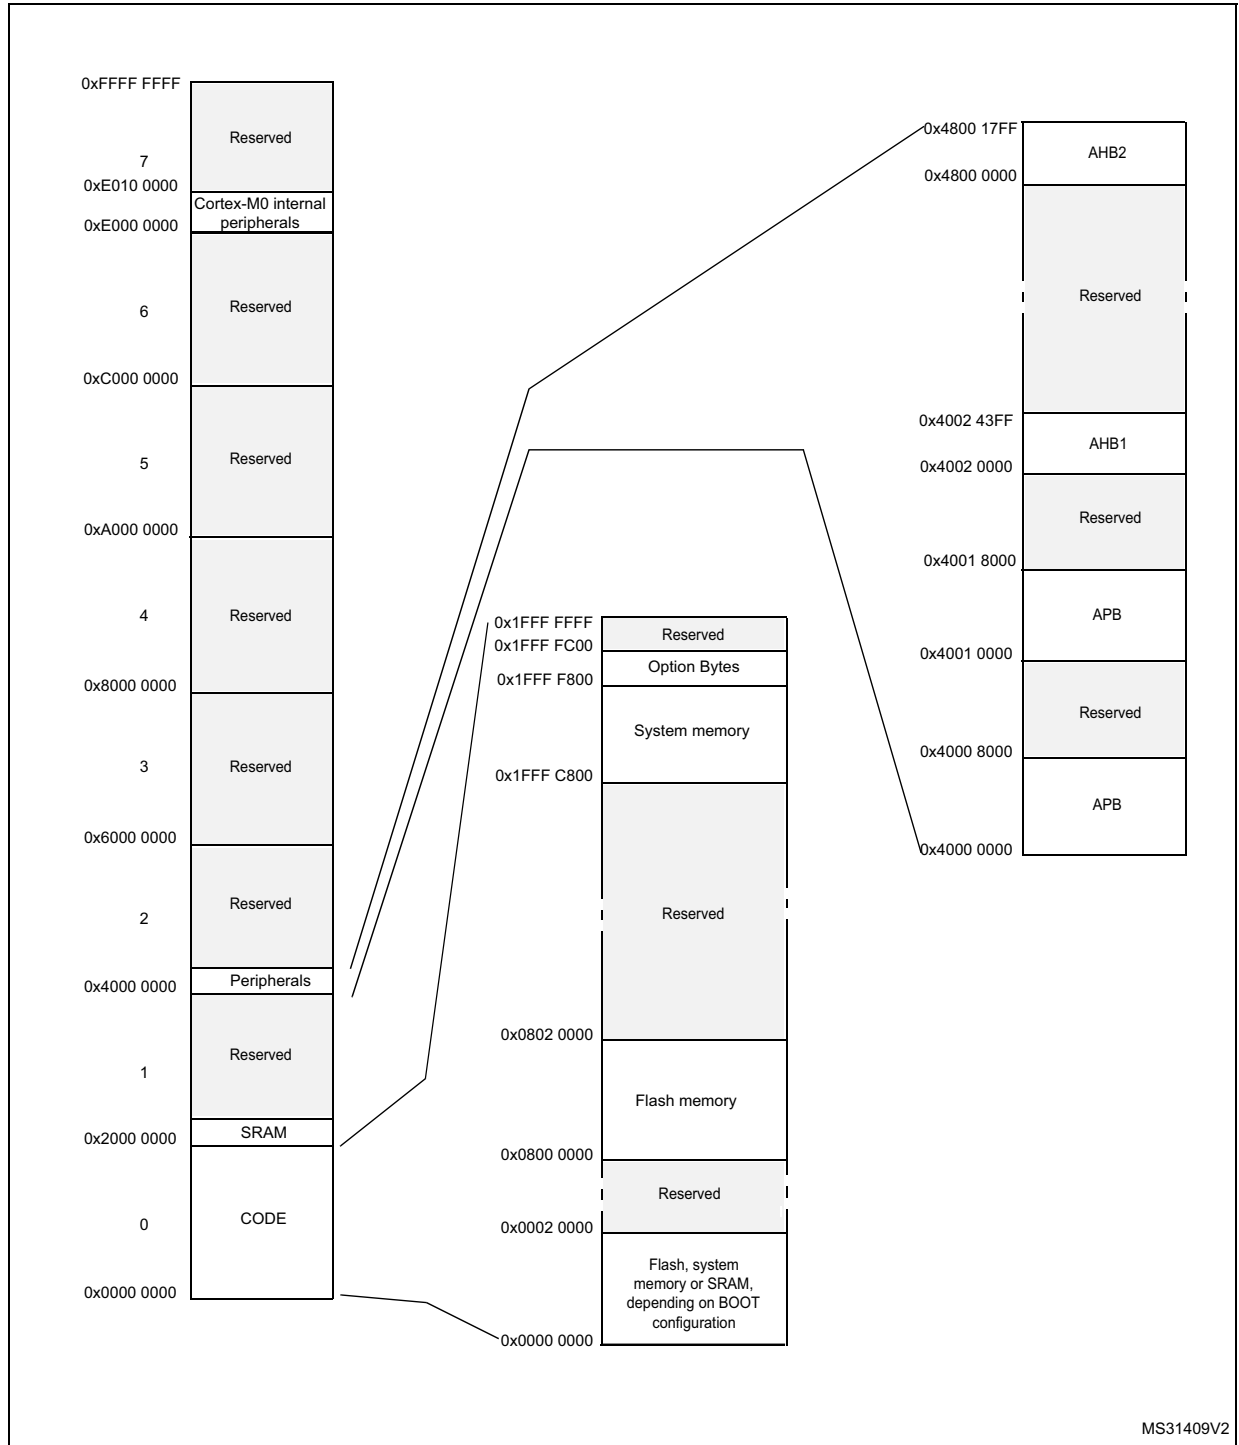 0xFFFF FFFF
Reserved
7
0xE010 0000
Cortex-M0 internal
peripherals
0xE000 0000
Reserved
6
0xC000 0000
Reserved
5
0xA000 0000
Reserved
4
0x8000 0000
Reserved
3
0x6000 0000
Reserved
2
Peripherals
0x4000 0000
Reserved
1
SRAM
0x2000 0000
CODE
0
0x0000 0000
0x1FFF FFFF
Reserved
0x1FFF FC00
Option Bytes
0x1FFF F800
System memory
0x1FFF C800
Reserved
0x0802 0000
Flash memory
0x0800 0000
Reserved
0x0002 0000
Flash, system
memory or SRAM,
depending on BOOT
configuration
0x0000 0000
0x4800 17FF
AHB2
0x4800 0000
Reserved
0x4002 43FF
AHB1
0x4002 0000
Reserved
0x4001 8000
APB
0x4001 0000
Reserved
0x4000 8000
APB
0x4000 0000
MS31409V2